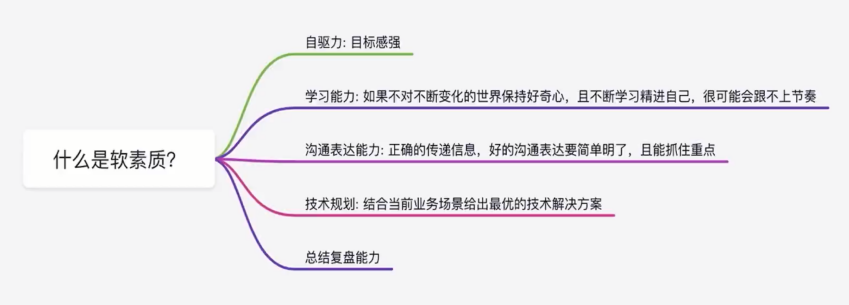 什么是软素质?
自驱力: 目标感强
学习能力: 如果不对不断变化的世界保持好奇心，且不断学习精进自己，很可能会跟不上节奏
沟通表达能力: 正确的传递信息，好的沟通表达要简单明了，且能抓住重点
技术规划: 结合当前业务场景给出最优的技术解决方案
总结复盘能力